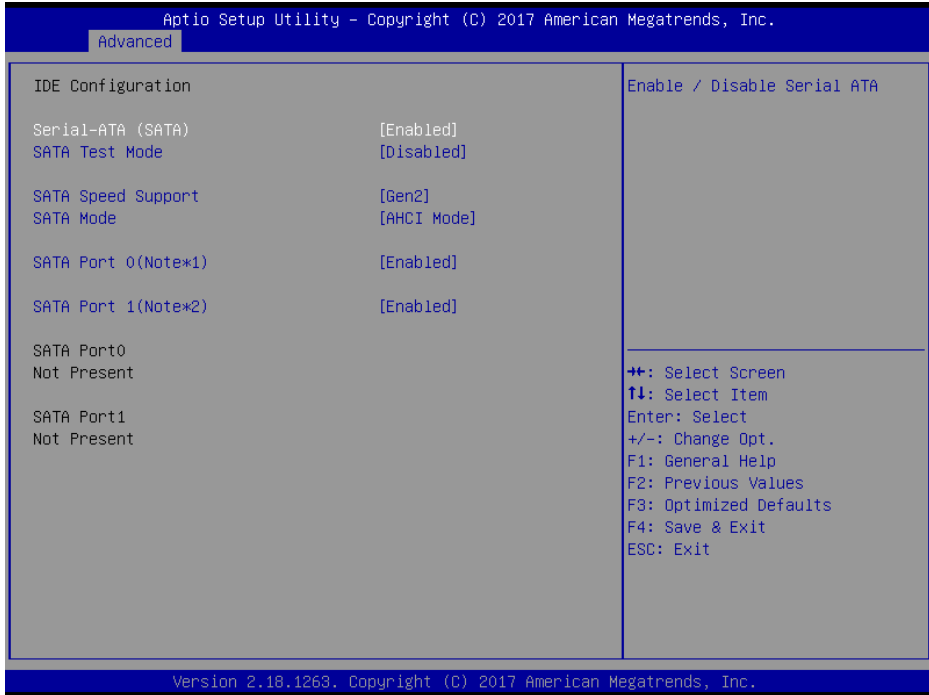 Aptio Setup Utility – Copyright (C) 2017 American Megatrends, Inc.
Advanced
IDE Configuration
Serial-ATA (SATA) [Enabled]
SATA Test Mode [Disabled]
SATA Speed Support [Gen2]
SATA Mode [AHCI Mode]
SATA Port 0(Note*1) [Enabled]
SATA Port 1(Note*2) [Enabled]
SATA Port0
Not Present
SATA Port1
Not Present
Enable / Disable Serial ATA
→←: Select Screen
↑↓: Select Item
Enter: Select
+/-: Change Opt.
F1: General Help
F2: Previous Values
F3: Optimized Defaults
F4: Save & Exit
ESC: Exit
Version 2.18.1263. Copyright (C) 2017 American Megatrends, Inc.